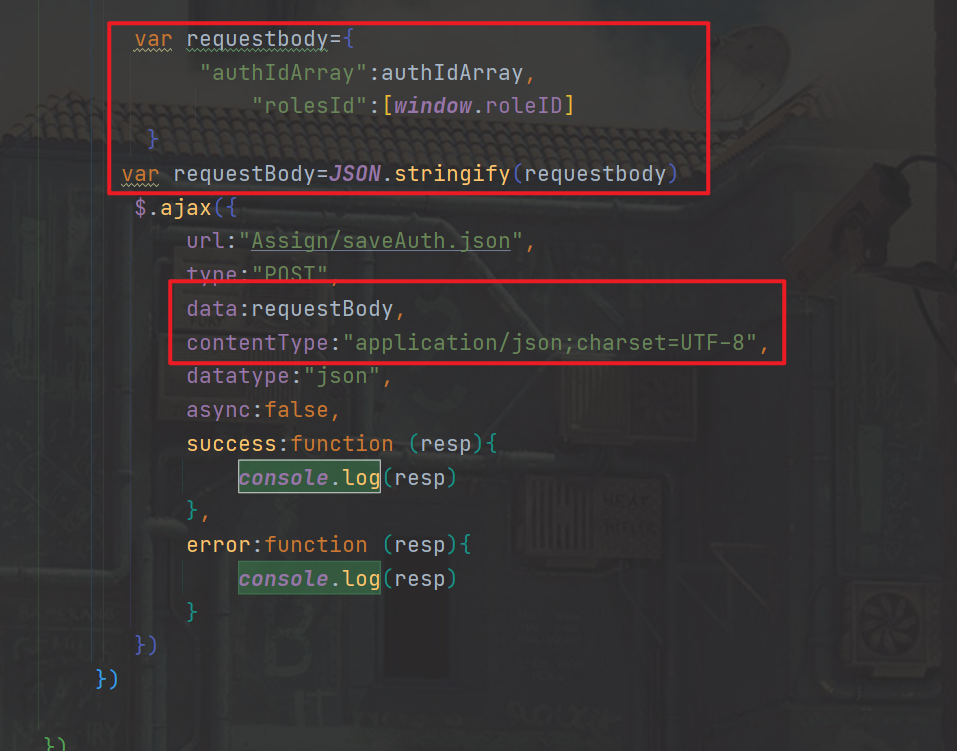 var requestbody={
"authIdArray":authIdArray,
"rolesId":[window.roleID]
}
var requestBody=JSON.stringify(requestbody)
$.ajax({
url:"Assign/saveAuth.json",
type:"POST",
data:requestBody,
contentType:"application/json;charset=UTF-8",
datatype:"json",
async:false,
success:function (resp){
console.log(resp)
},
error:function (resp){
console.log(resp)
}
})
})
})